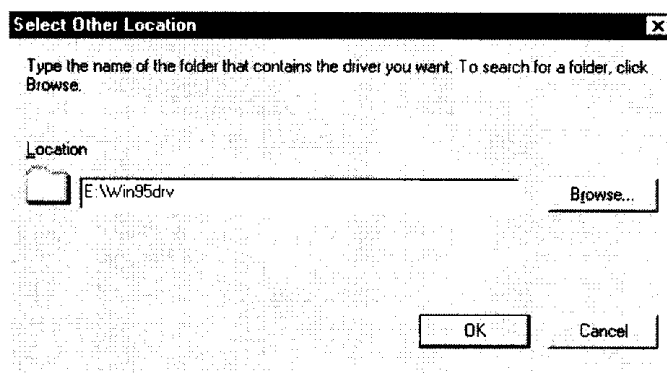 Select Other Location
Type the name of the folder that contains the driver you want. To search for a folder, click
Browse.
Location
E:\Win95drv
Browse...
OK
Cancel